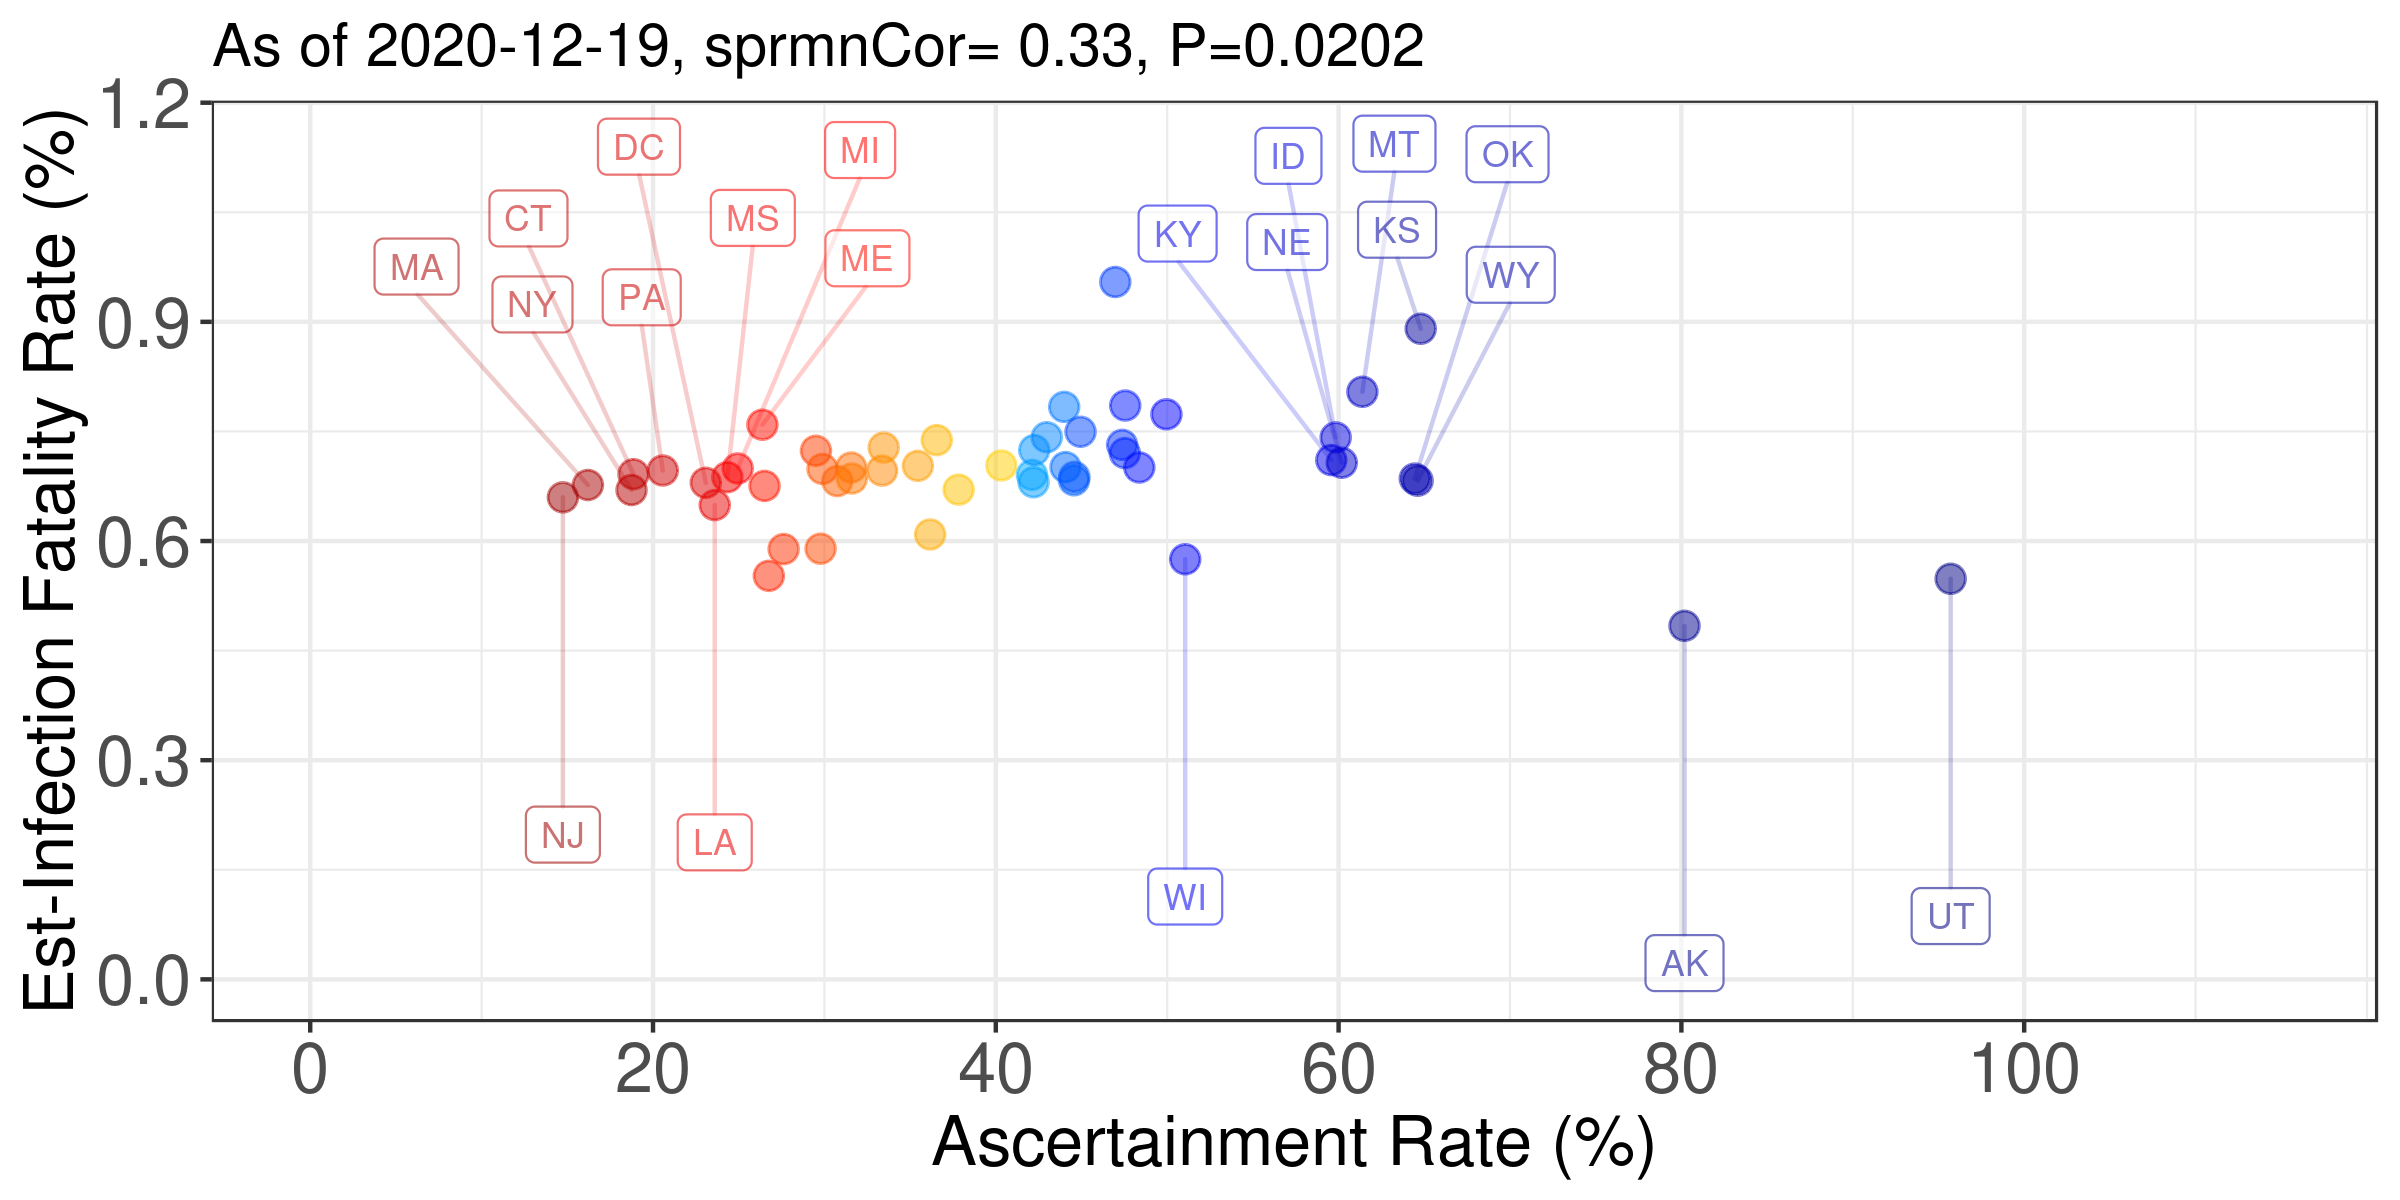 As of 2020-12-19, sprmnCor= 0.33, P=0.0202
Est-Infection Fatality Rate (%)
1.2
0.9
0.6
0.3
0.0
DC
MI
ID
MT
OK
CT
MS
KY
NE
KS
MA
NY
PA
ME
WY
NJ
LA
WI
AK
UT
0 20 40 60 80 100
Ascertainment Rate (%)